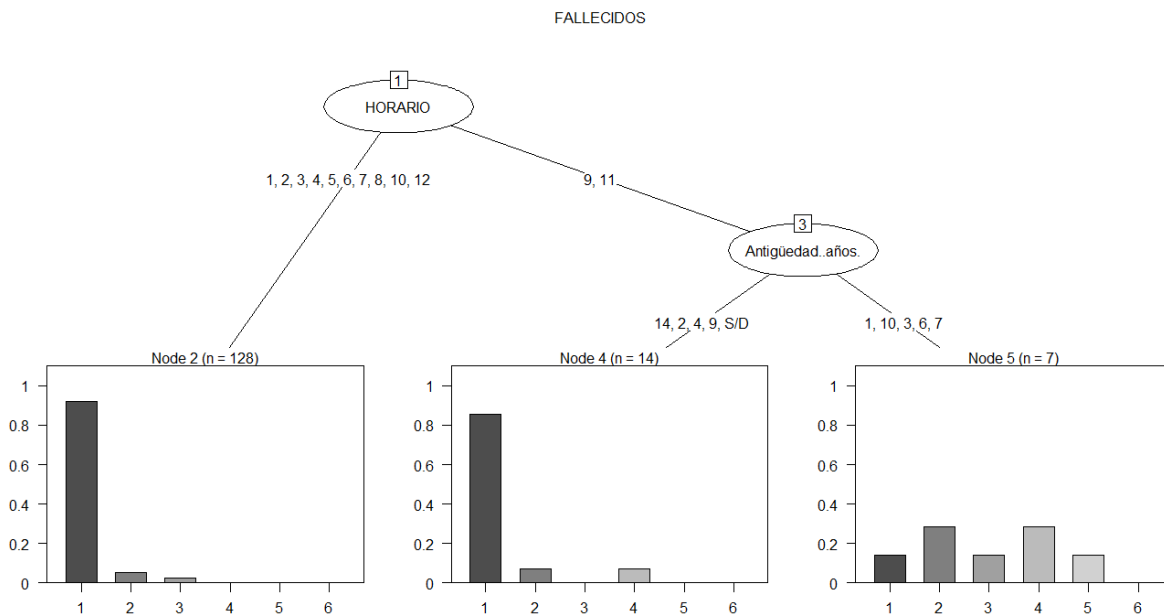 FALLECIDOS
1
HORARIO
1, 2, 3, 4, 5, 6, 7, 8, 10, 12
9, 11
3
Antigüedad..años.
14, 2, 4, 9, S/D
1, 10, 3, 6, 7
Node 2 (n = 128)
1
0.8
0.6
0.4
0.2
0
1 2 3 4 5 6
Node 4 (n = 14)
1
0.8
0.6
0.4
0.2
0
1 2 3 4 5 6
Node 5 (n = 7)
1
0.8
0.6
0.4
0.2
0
1 2 3 4 5 6